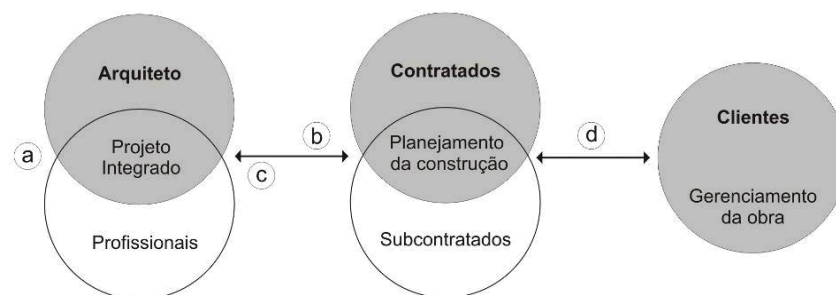 Arquiteto
Projeto
Integrado
Profissionais
a
b
c
Contratados
Planejamento
da construção
Subcontratados
d
Clientes
Gerenciamento
da obra